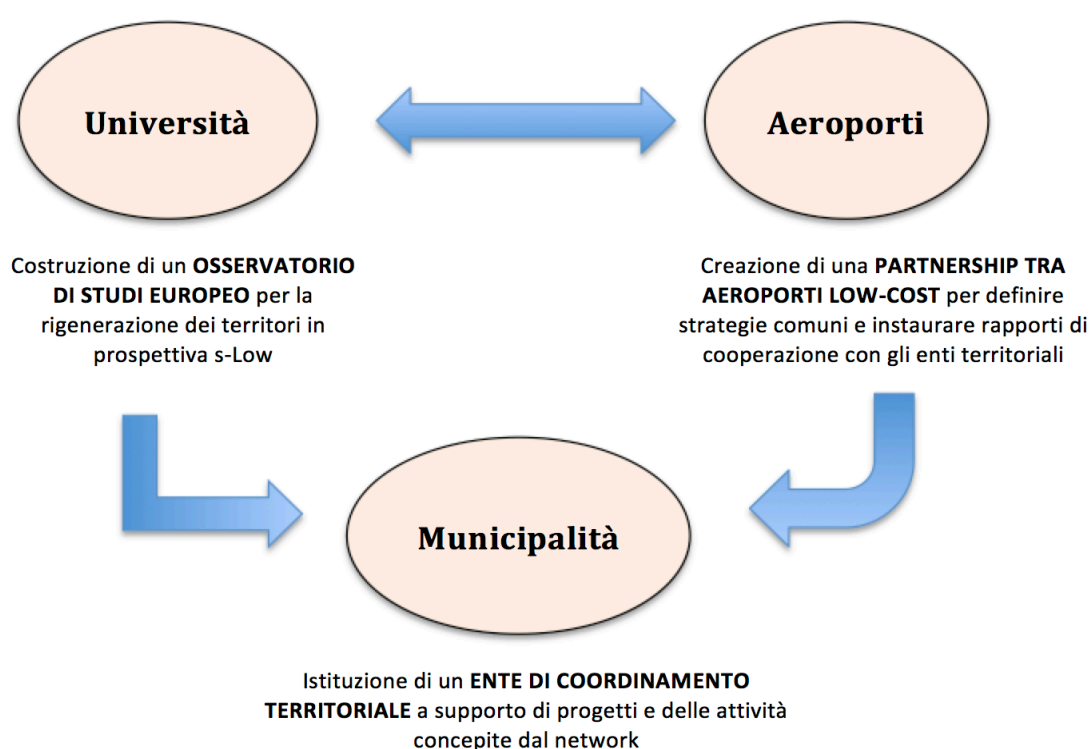 Università
Aeroporti
Costruzione di un OSSERVATORIO
DI STUDI EUROPEO per la
rigenerazione dei territori in
prospettiva s-Low
Creazione di una PARTNERSHIP TRA
AEROPORTI LOW-COST per definire
strategie comuni e instaurare rapporti di
cooperazione con gli enti territoriali
Municipalità
Istituzione di un ENTE DI COORDINAMENTO
TERRITORIALE a supporto di progetti e delle attività
concepite dal network